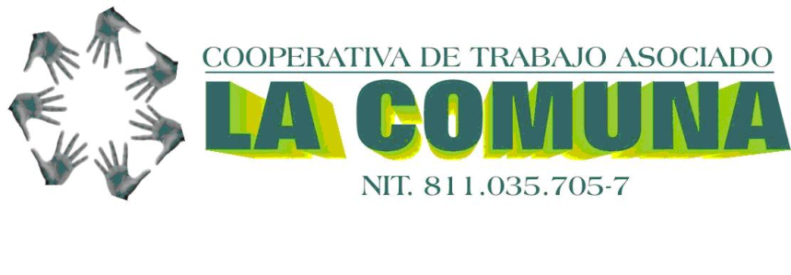 COOPERATIVA DE TRABAJO ASOCIADO
LA COMUNA
NIT. 811.035.705-7